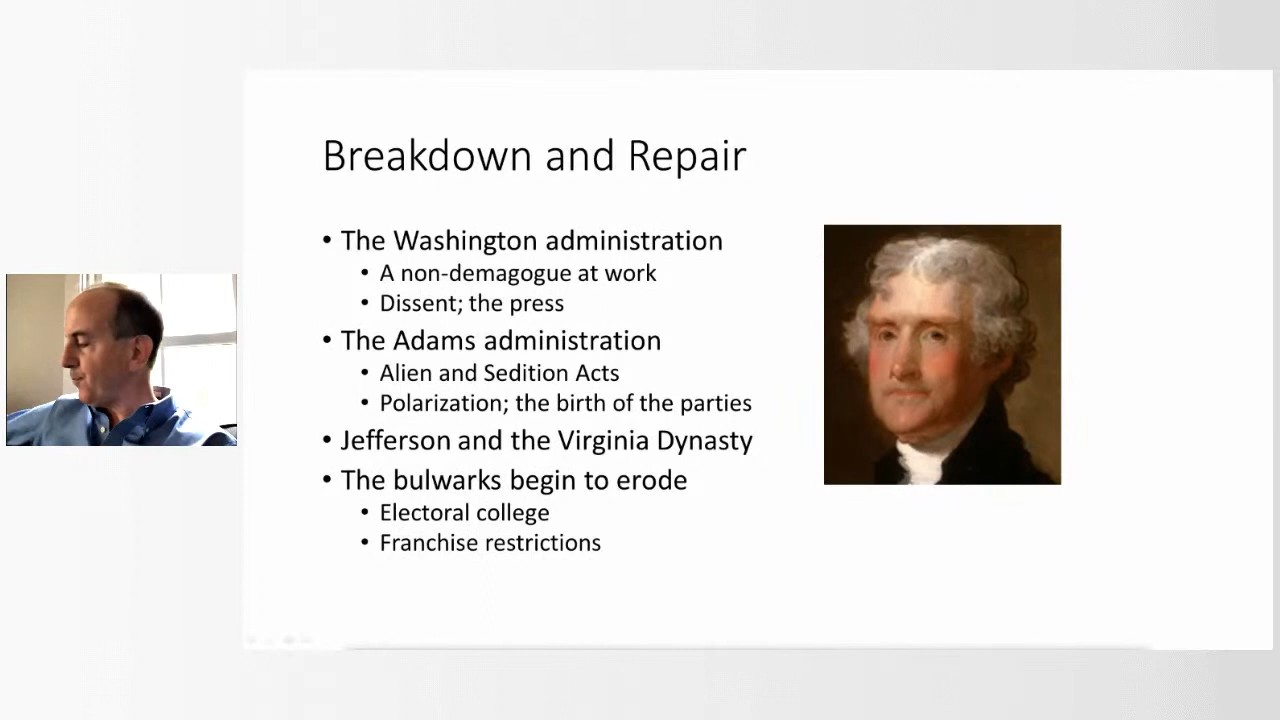 Breakdown and Repair
• The Washington administration
• A non-demagogue at work
• Dissent; the press
• The Adams administration
• Alien and Sedition Acts
• Polarization; the birth of the parties
• Jefferson and the Virginia Dynasty
• The bulwarks begin to erode
• Electoral college
• Franchise restrictions